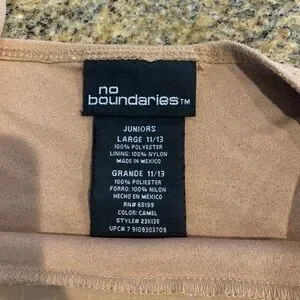 no
boundaries™
JUNIORS
LARGE 11/13
100% POLYESTER
LINING: 100% NYLON
MADE IN MEXICO
GRANDE 11/13
100% POLIESTER
FORRO: 100% NILON
HECHO EN MEXICO
RN# 65199
COLOR: CAMEL
STYLE# 23K135
UPC# 7 9109303709